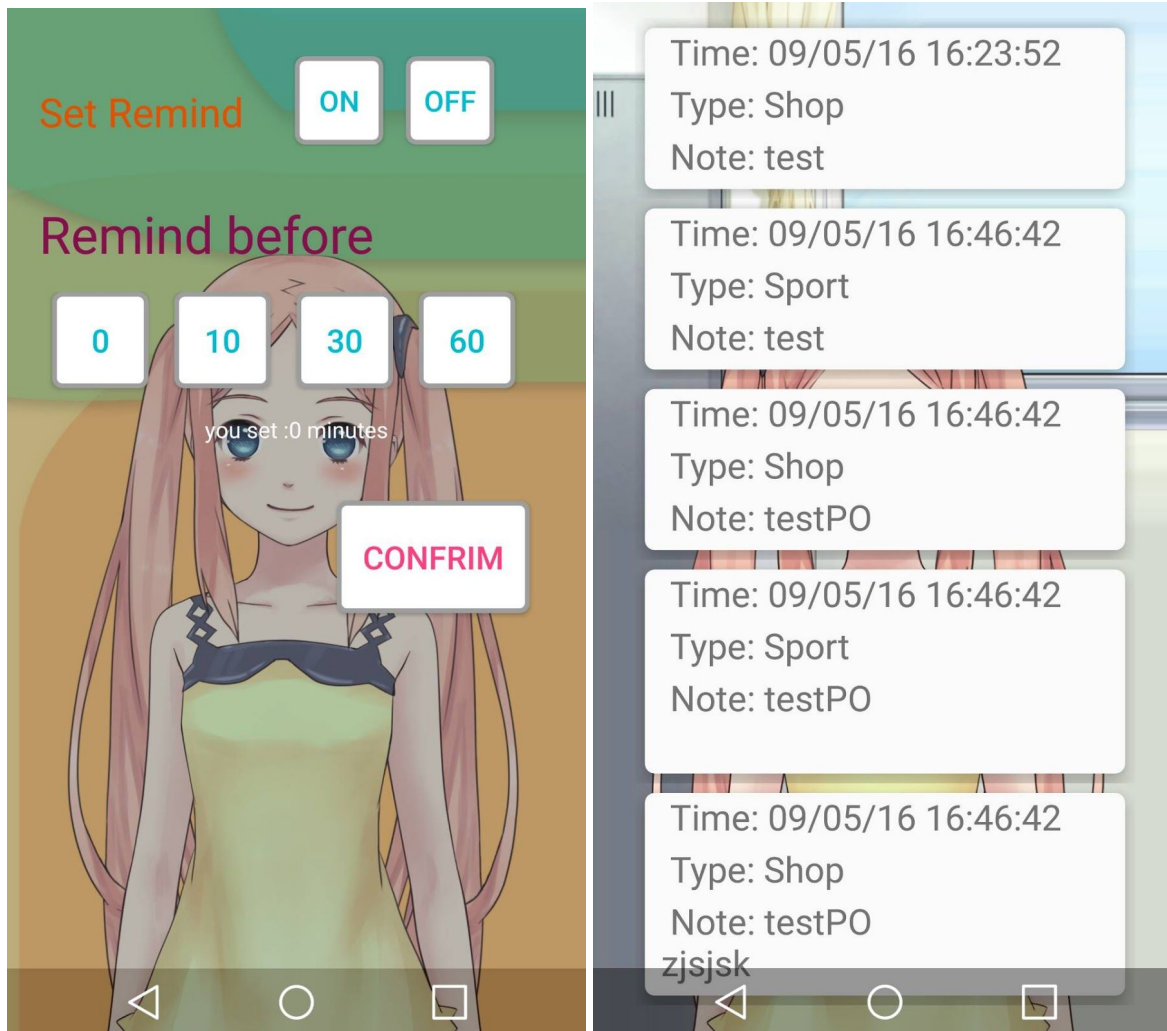 Set Remind
ON OFF
Remind before
0 10 30 60
you set :0 minutes
CONFRIM
Time: 09/05/16 16:23:52
Type: Shop
Note: test
Time: 09/05/16 16:46:42
Type: Sport
Note: test
Time: 09/05/16 16:46:42
Type: Shop
Note: testPO
Time: 09/05/16 16:46:42
Type: Sport
Note: testPO
Time: 09/05/16 16:46:42
Type: Shop
Note: testPO
zjsjsk